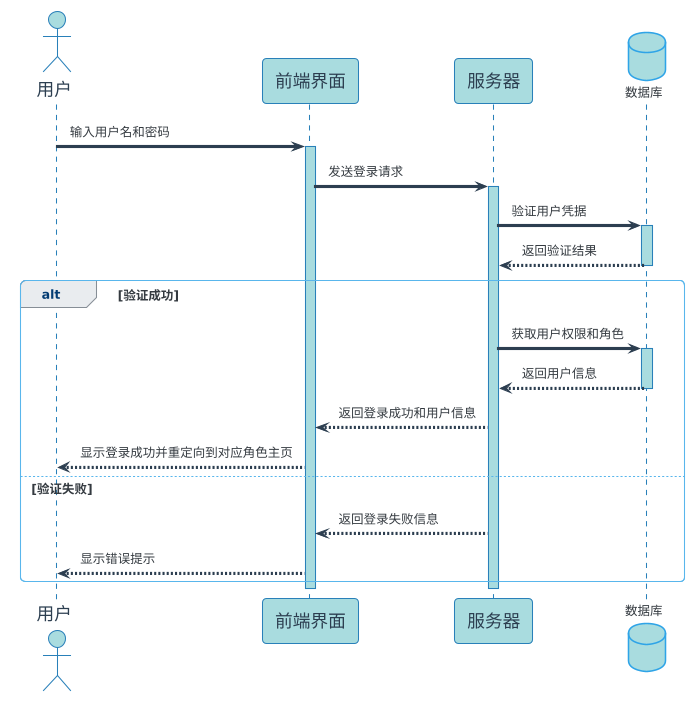 用户
前端界面
服务器
数据库
输入用户名和密码
发送登录请求
验证用户凭据
返回验证结果
alt [验证成功]
获取用户权限和角色
返回用户信息
返回登录成功和用户信息
显示登录成功并重定向到对应角色主页
[验证失败]
返回登录失败信息
显示错误提示
用户
前端界面
服务器
数据库